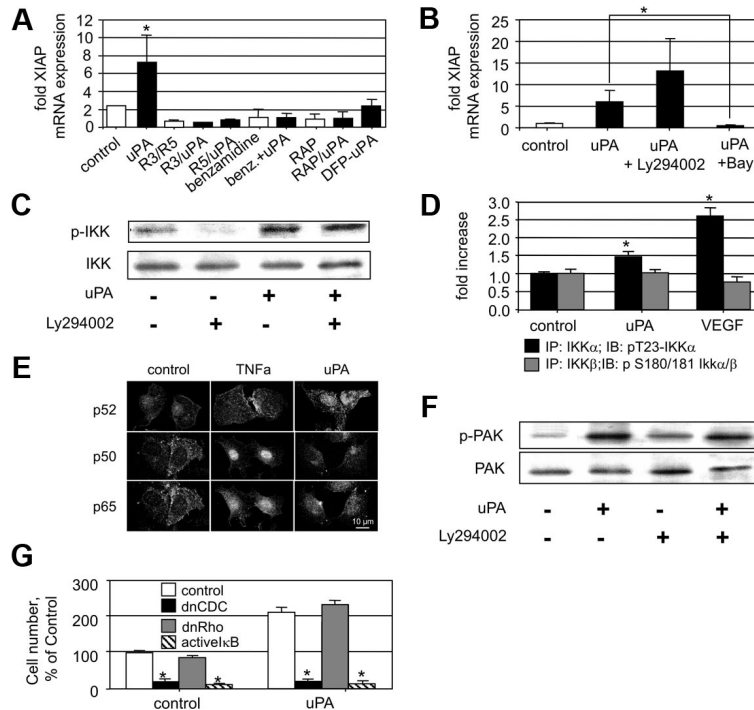 A
fold XIAP
mRNA expression
12
10
8
6
4
2
0
*
control
uPA
R3/R5
R3/uPA
R5/uPA
benzamidine
benz.+uPA
RAP
RAP/uPA
DFP-uPA
B
fold XIAP
mRNA expression
25
20
15
10
5
0
*
control
uPA
uPA
+ Ly294002
uPA
+Bay
C
p-IKK
IKK
uPA - - + +
Ly294002 - + - +
D
fold increase
3.0
2.5
2.0
1.5
1.0
0.5
0
*
*
control uPA VEGF
IP: IKKα; IB: pT23-IKKα
IP: IKKβ;IB: p S180/181 Ikkα/β
E
control TNFa uPA
p52
p50
p65
10 µm
F
p-PAK
PAK
uPA - + - +
Ly294002 - - + +
G
Cell number,
% of Control
300
200
100
0
control
dnCDC
dnRho
activeIκB
* * * *
control uPA